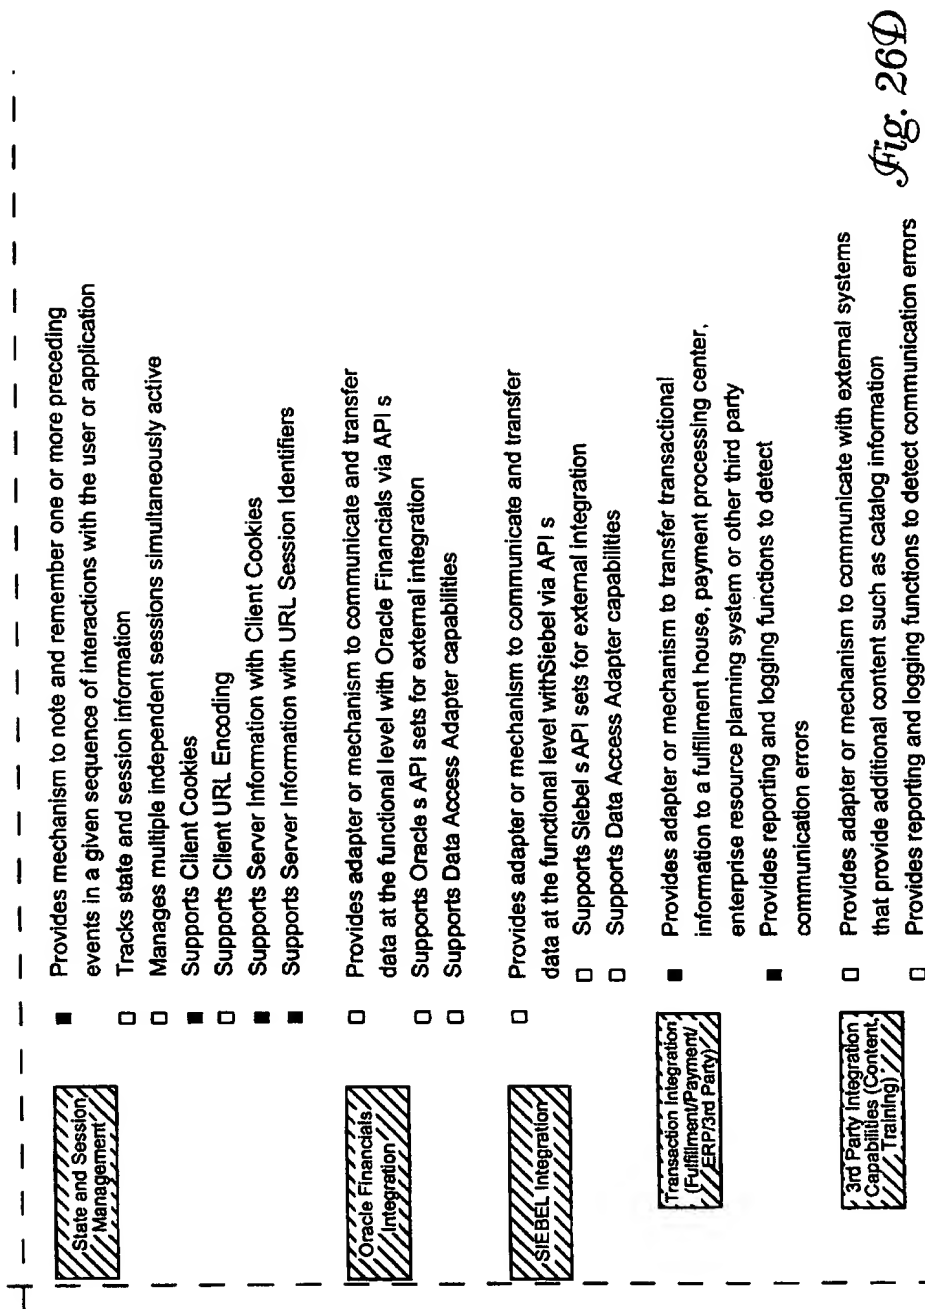 State and Session
Management
■ Provides mechanism to note and remember one or more preceding
events in a given sequence of interactions with the user or application
□ Tracks state and session information
□ Manages multiple independent sessions simultaneously active
■ Supports Client Cookies
□ Supports Client URL Encoding
■ Supports Server Information with Client Cookies
■ Supports Server Information with URL Session Identifiers
Oracle Financials
Integration
□ Provides adapter or mechanism to communicate and transfer
data at the functional level with Oracle Financials via API s
□ Supports Oracle s API sets for external integration
□ Supports Data Access Adapter capabilities
SIEBEL Integration
□ Provides adapter or mechanism to communicate and transfer
data at the functional level withSiebel via API s
□ Supports Siebel sAPI sets for external integration
□ Supports Data Access Adapter capabilities
Transaction Integration
(Fulfillment/Payment/
ERP/3rd Party)
■ Provides adapter or mechanism to transfer transactional
information to a fulfillment house, payment processing center,
enterprise resource planning system or other third party
■ Provides reporting and logging functions to detect
communication errors
3rd Party Integration
Capabilities (Content,
Training)
□ Provides adapter or mechanism to communicate with external systems
that provide additional content such as catalog information
□ Provides reporting and logging functions to detect communication errors
Fig. 26D